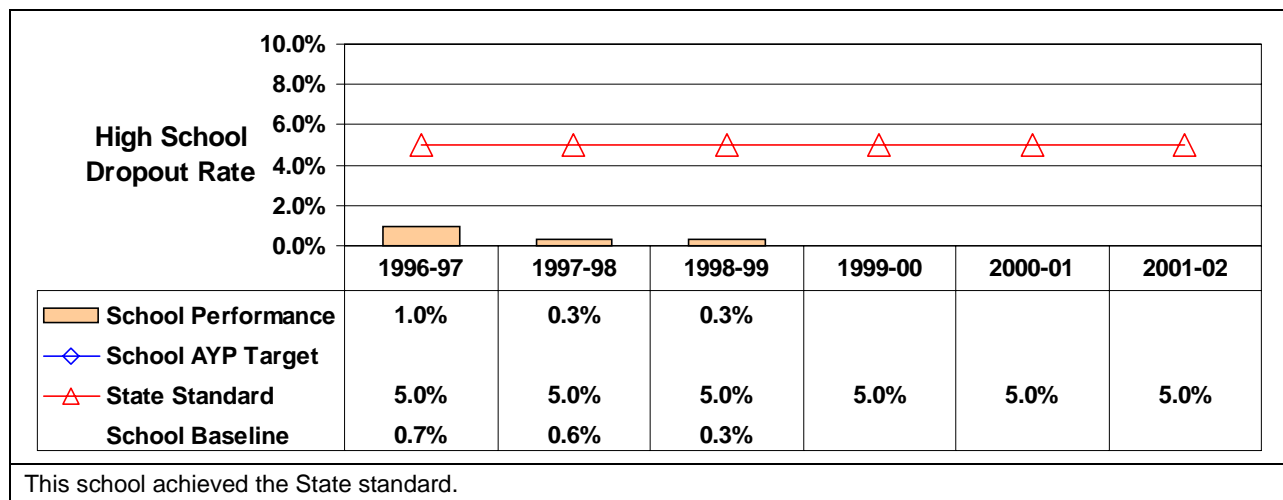 10.0%
8.0%
6.0%
4.0%
2.0%
0.0%
High School
Dropout Rate
1996-97 1997-98 1998-99 1999-00 2000-01 2001-02
School Performance 1.0% 0.3% 0.3%
School AYP Target
State Standard 5.0% 5.0% 5.0% 5.0% 5.0% 5.0%
School Baseline 0.7% 0.6% 0.3%
This school achieved the State standard.